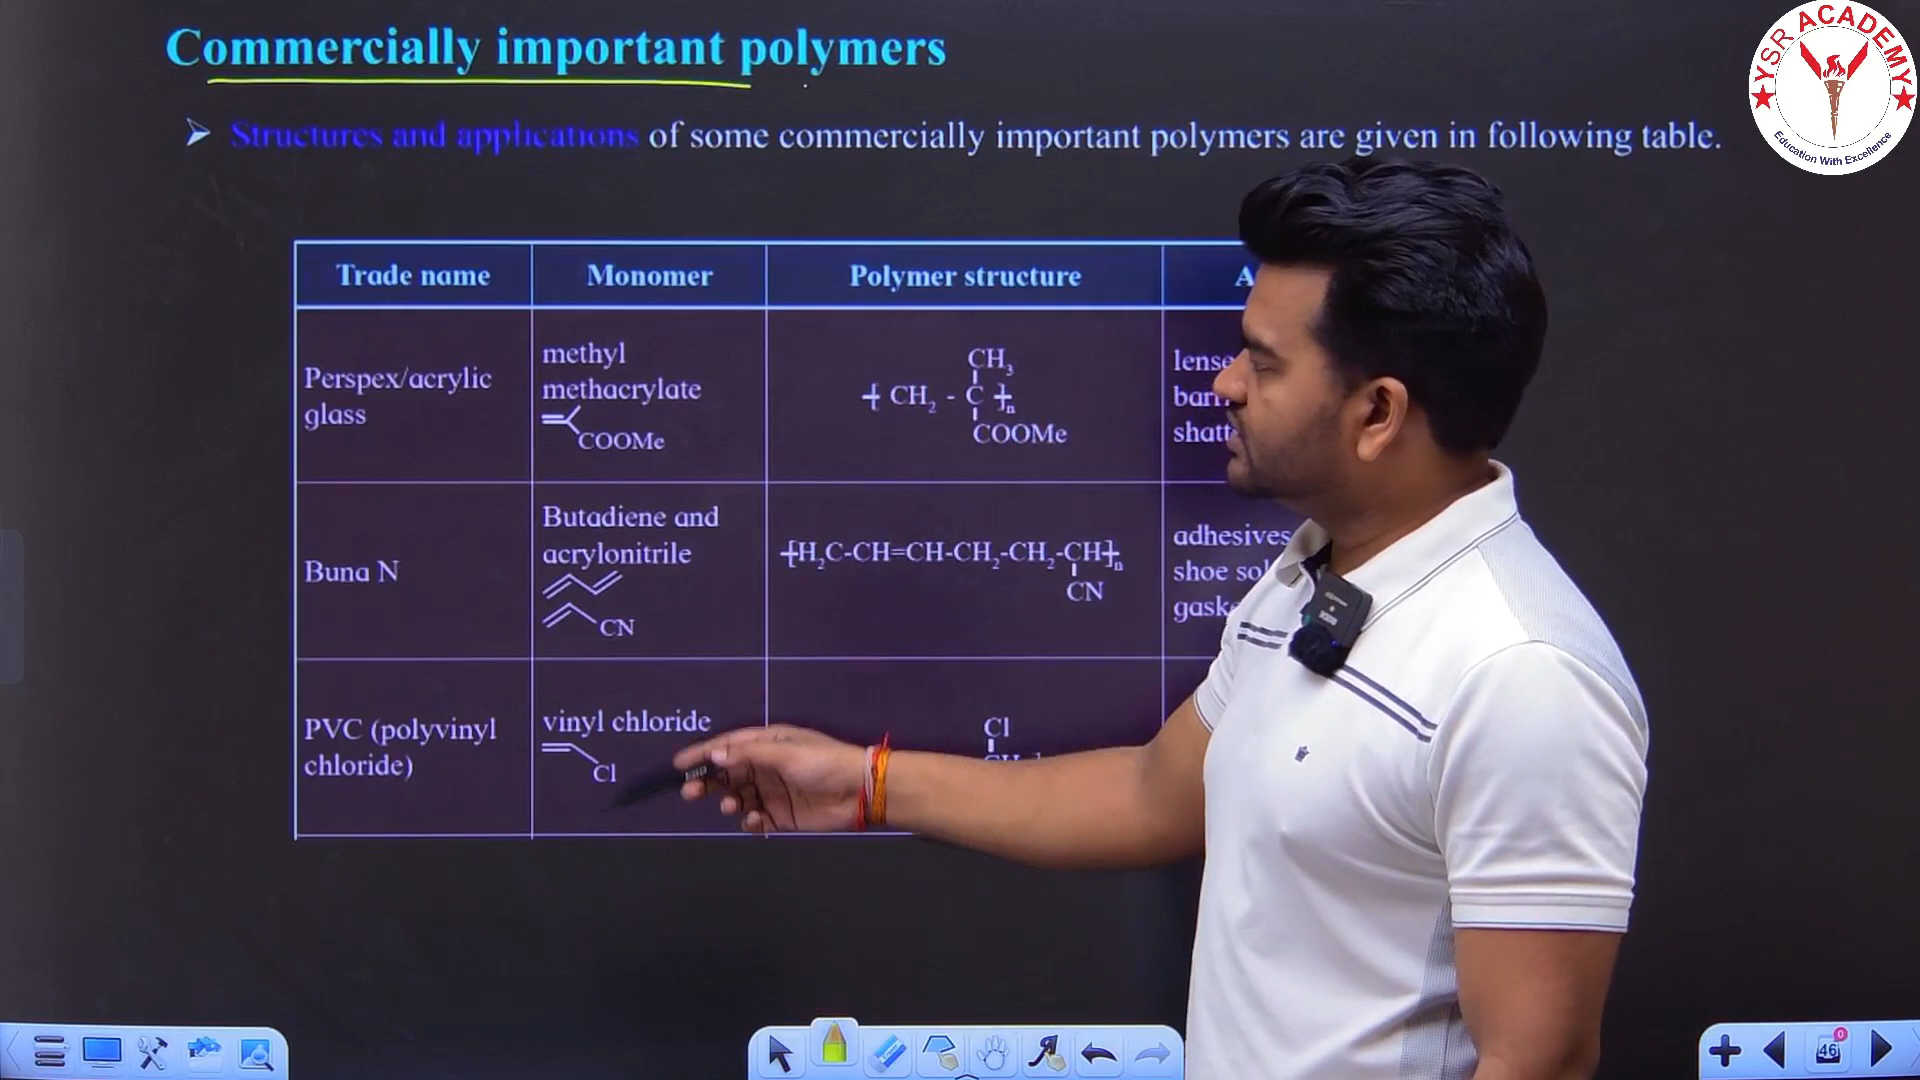 Commercially important polymers
YSR ACADEMY
Education With Excellence
Structures and applications of some commercially important polymers are given in following table.
Trade name
Monomer
Polymer structure
Perspex/acrylic
glass
methyl
methacrylate
COOMe
CH₃
CH₂ - C n
COOMe
Buna N
Butadiene and
acrylonitrile
CN
[H₂C-CH=CH-CH₂-CH₂-CH]n
CN
adhesives
PVC (polyvinyl
chloride)
vinyl chloride
Cl
Cl
46
0